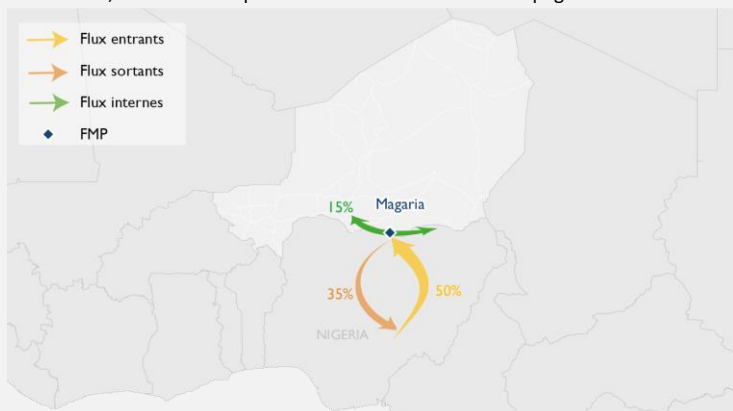 Flux entrants
Flux sortants
Flux internes
FMP
15%
Magaria
35%
50%
NIGERIA